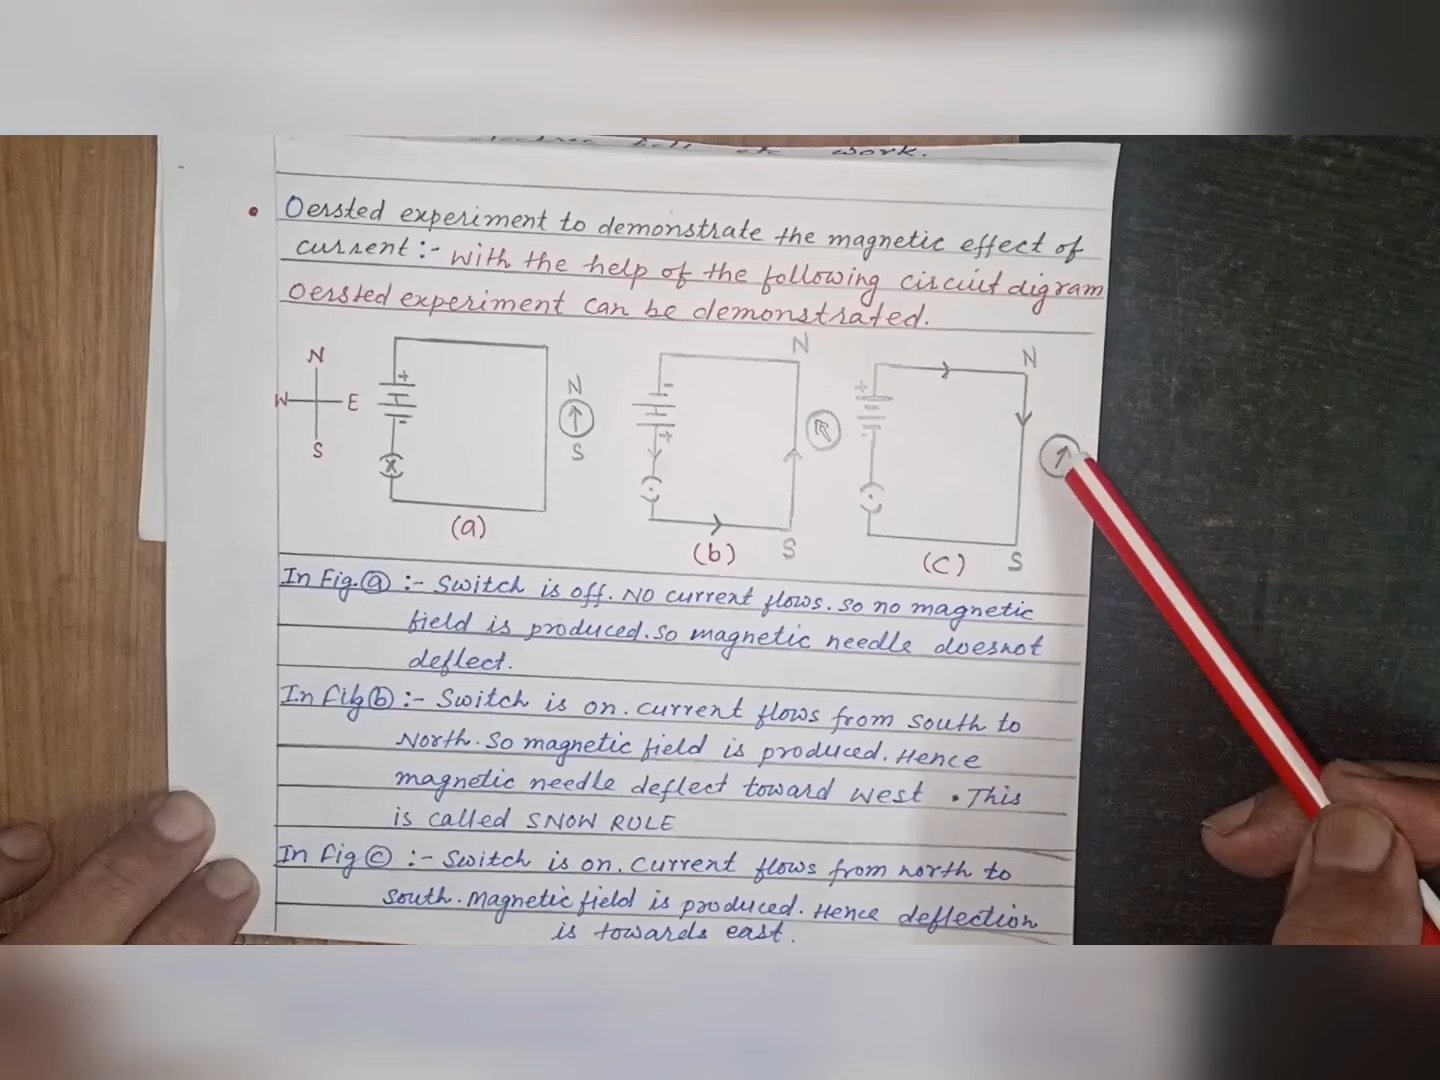 work.
• Oersted experiment to demonstrate the magnetic effect of
current:- with the help of the following circuit digram
Oersted experiment can be demonstrated.
N
W E
S
+
-
x
N
S
(a)
-
+
N
S
(b)
+
-
N
S
(c)
In Fig.(a) :- Switch is off. No current flows. So no magnetic
field is produced. So magnetic needle doesnot
deflect.
In Fib(b) :- Switch is on. current flows from south to
North. So magnetic field is produced. Hence
magnetic needle deflect toward west . This
is called SNOW RULE
In Fig (c) :- Switch is on. Current flows from north to
south. Magnetic field is produced. Hence deflection
is towards east.